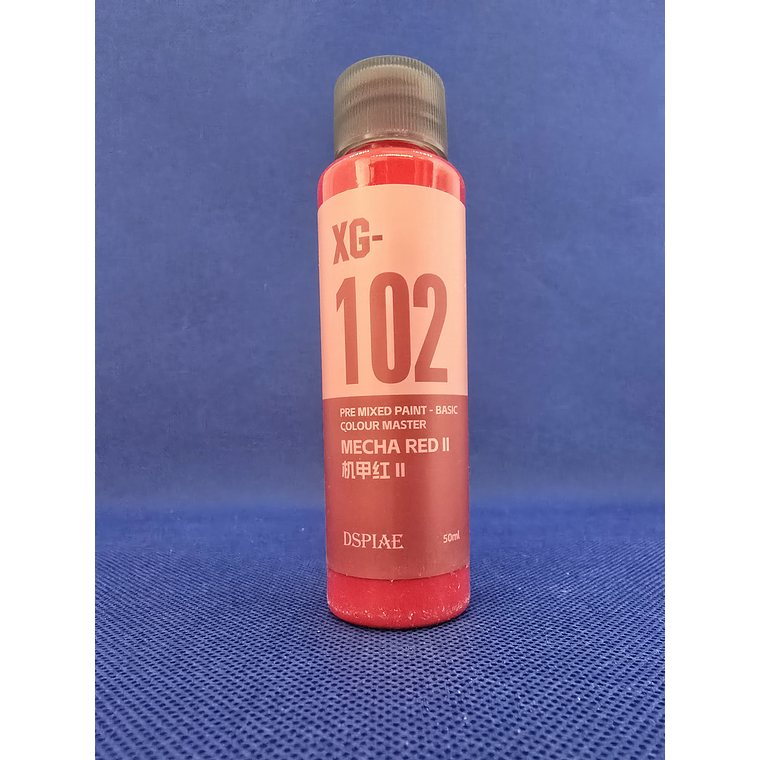 XG-
102
PRE MIXED PAINT - BASIC
COLOUR MASTER
MECHA RED II
机甲红 II
DSPIAE
50ml